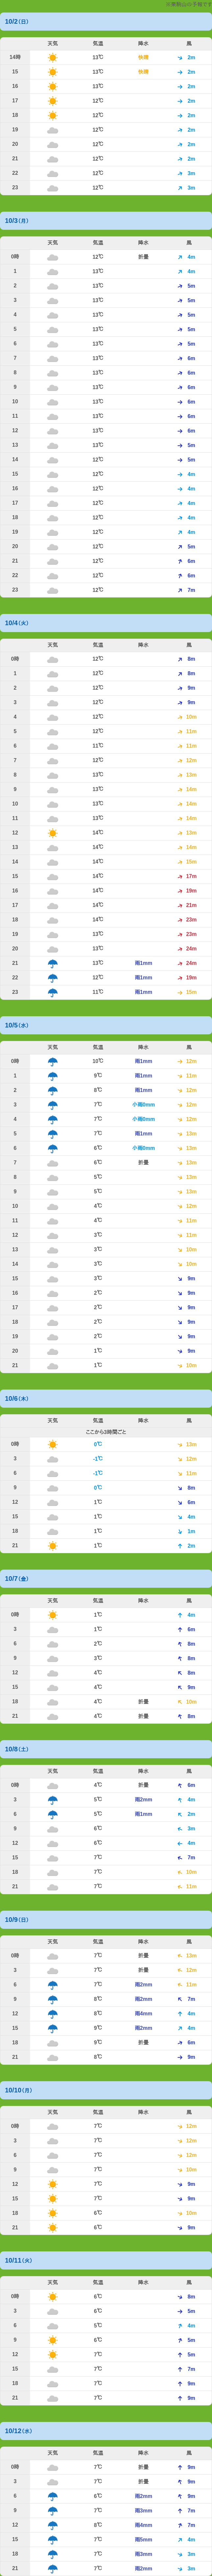 10/2(日)
天気 気温 降水 風
14時 13℃ 快晴 2m
15 13℃ 快晴 2m
16 13℃ 2m
17 12℃ 2m
18 12℃ 2m
19 12℃ 2m
20 12℃ 2m
21 12℃ 2m
22 12℃ 3m
23 12℃ 3m
10/3(月)
天気 気温 降水 風
0時 12℃ 折畳 4m
1 13℃ 4m
2 13℃ 5m
3 13℃ 5m
4 13℃ 5m
5 13℃ 5m
6 13℃ 5m
7 13℃ 6m
8 13℃ 6m
9 13℃ 6m
10 13℃ 6m
11 13℃ 6m
12 13℃ 6m
13 13℃ 5m
14 12℃ 5m
15 12℃ 4m
16 12℃ 4m
17 12℃ 4m
18 12℃ 4m
19 12℃ 4m
20 12℃ 5m
21 12℃ 6m
22 12℃ 6m
23 12℃ 7m
10/4(火)
天気 気温 降水 風
0時 12℃ 8m
1 12℃ 8m
2 12℃ 9m
3 12℃ 9m
4 12℃ 10m
5 12℃ 11m
6 11℃ 11m
7 12℃ 12m
8 13℃ 13m
9 13℃ 14m
10 13℃ 14m
11 13℃ 14m
12 14℃ 13m
13 14℃ 14m
14 14℃ 15m
15 14℃ 17m
16 14℃ 19m
17 14℃ 21m
18 14℃ 23m
19 13℃ 23m
20 13℃ 24m
21 13℃ 雨1mm 24m
22 12℃ 雨1mm 19m
23 11℃ 雨1mm 15m
10/5(水)
天気 気温 降水 風
0時 10℃ 雨1mm 12m
1 9℃ 雨1mm 11m
2 8℃ 雨1mm 12m
3 7℃ 小雨0mm 12m
4 7℃ 小雨0mm 12m
5 7℃ 雨1mm 13m
6 6℃ 小雨0mm 13m
7 6℃ 折畳 13m
8 5℃ 13m
9 5℃ 13m
10 4℃ 12m
11 4℃ 11m
12 3℃ 11m
13 3℃ 10m
14 3℃ 10m
15 3℃ 9m
16 2℃ 9m
17 2℃ 9m
18 2℃ 9m
19 2℃ 9m
20 1℃ 9m
21 1℃ 10m
10/6(木)
天気 気温 降水 風
ここから3時間ごと
0時 0℃ 13m
3 -1℃ 12m
6 -1℃ 11m
9 0℃ 8m
12 1℃ 6m
15 1℃ 4m
18 1℃ 1m
21 1℃ 2m
10/7(金)
天気 気温 降水 風
0時 1℃ 4m
3 1℃ 6m
6 2℃ 8m
9 3℃ 8m
12 4℃ 8m
15 4℃ 9m
18 4℃ 折畳 10m
21 4℃ 折畳 8m
10/8(土)
天気 気温 降水 風
0時 4℃ 折畳 6m
3 5℃ 雨2mm 4m
6 5℃ 雨1mm 2m
9 6℃ 3m
12 6℃ 4m
15 7℃ 7m
18 7℃ 10m
21 7℃ 11m
10/9(日)
天気 気温 降水 風
0時 7℃ 折畳 13m
3 7℃ 折畳 12m
6 7℃ 雨2mm 11m
9 8℃ 雨2mm 7m
12 8℃ 雨4mm 4m
15 9℃ 雨2mm 4m
18 9℃ 折畳 6m
21 8℃ 9m
10/10(月)
天気 気温 降水 風
0時 7℃ 12m
3 7℃ 12m
6 7℃ 12m
9 7℃ 10m
12 7℃ 9m
15 7℃ 9m
18 6℃ 10m
21 6℃ 9m
10/11(火)
天気 気温 降水 風
0時 6℃ 8m
3 6℃ 5m
6 5℃ 4m
9 6℃ 5m
12 7℃ 5m
15 7℃ 7m
18 7℃ 9m
21 7℃ 9m
10/12(水)
天気 気温 降水 風
0時 7℃ 折畳 9m
3 7℃ 折畳 9m
6 6℃ 雨2mm 9m
9 7℃ 雨3mm 7m
12 8℃ 雨4mm 7m
15 7℃ 雨5mm 4m
18 7℃ 雨3mm 3m
21 7℃ 雨2mm 3m